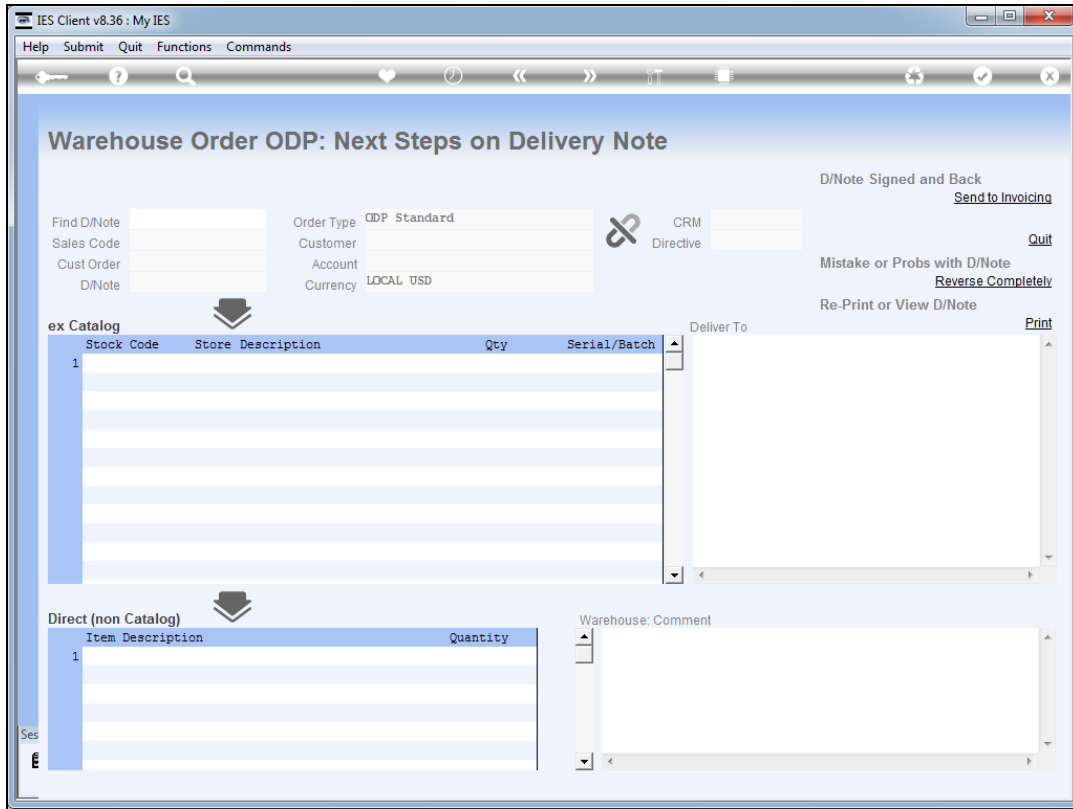 IES Client v8.36 : My IES
Help Submit Quit Functions Commands
Warehouse Order ODP: Next Steps on Delivery Note
D/Note Signed and Back
Send to Invoicing
Find D/Note Order Type ODP Standard CRM
Sales Code Customer Directive Quit
Cust Order Account Mistake or Probs with D/Note
D/Note Currency LOCAL USD Reverse Completely
Re-Print or View D/Note
ex Catalog Deliver To Print
Stock Code Store Description Qty Serial/Batch
1
Direct (non Catalog) Warehouse: Comment
Item Description Quantity
1
Ses